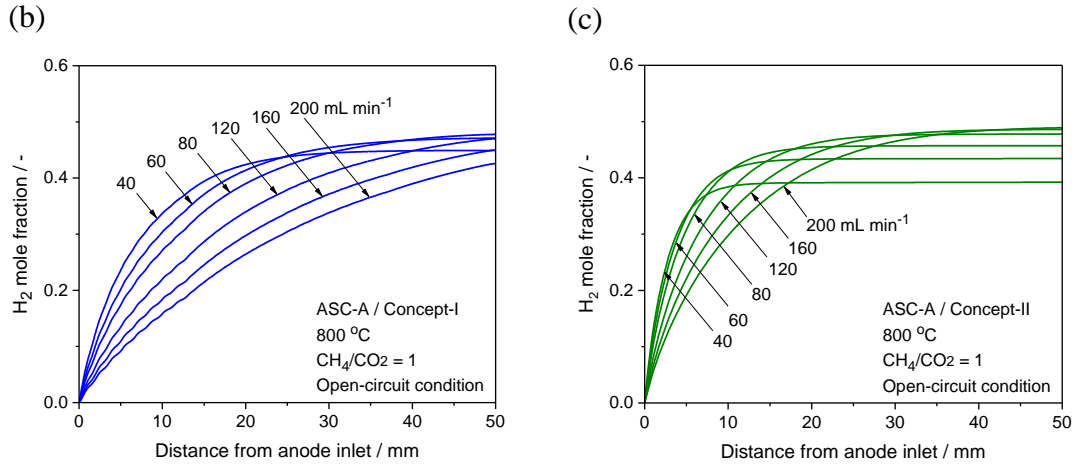 (b)
H2 mole fraction / -
0.6
0.4
0.2
0.0
0
10
20
30
40
50
Distance from anode inlet / mm
40
60
80
120
160
200 mL min-1
ASC-A / Concept-I
800 oC
CH4/CO2 = 1
Open-circuit condition
(c)
H2 mole fraction / -
0.6
0.4
0.2
0.0
0
10
20
30
40
50
Distance from anode inlet / mm
200 mL min-1
160
120
80
60
40
ASC-A / Concept-II
800 oC
CH4/CO2 = 1
Open-circuit condition